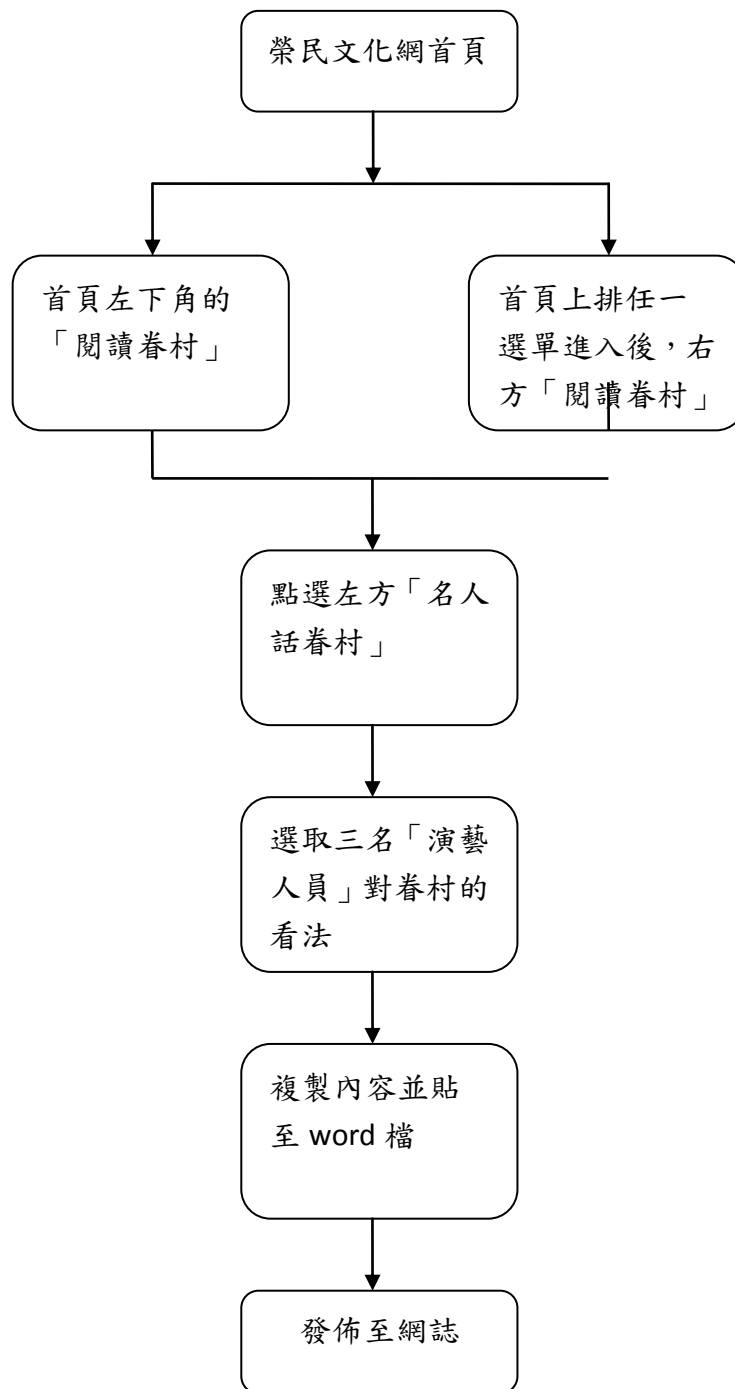 榮民文化網首頁
首頁左下角的
「閱讀眷村」
首頁上排任一
選單進入後，右
方「閱讀眷村」
點選左方「名人
話眷村」
選取三名「演藝
人員」對眷村的
看法
複製內容並貼
至 word 檔
發佈至網誌